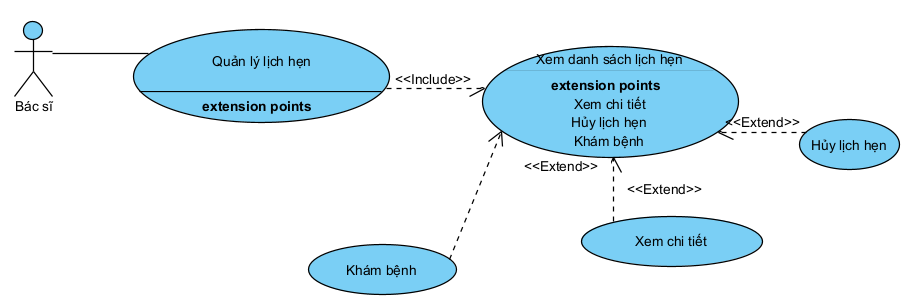 Bác sĩ
Quản lý lịch hẹn
extension points
<<Include>>
Xem danh sách lịch hẹn
extension points
Xem chi tiết
Hủy lịch hẹn
Khám bệnh
<<Extend>>
Hủy lịch hẹn
<<Extend>>
<<Extend>>
Xem chi tiết
Khám bệnh